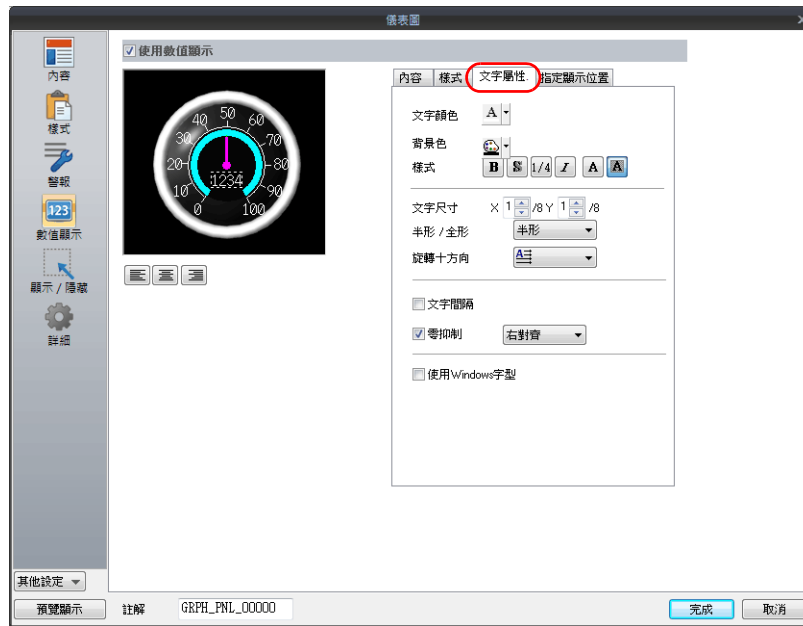 儀表圖
內容
樣式
警報
123
數值顯示
顯示 / 隱藏
詳細
其他設定
預覽顯示
使用數值顯示
0
10
20
30
40
50
60
70
80
90
100
1234
內容 樣式 文字屬性. 指定顯示位置
文字顏色 A
背景色
樣式 B S 1/4 I A A
文字尺寸 X 1 /8 Y 1 /8
半形 / 全形 半形
旋轉十方向 A
文字間隔
零抑制 右對齊
使用Windows字型
註解 GRPH_PNL_00000
完成 取消